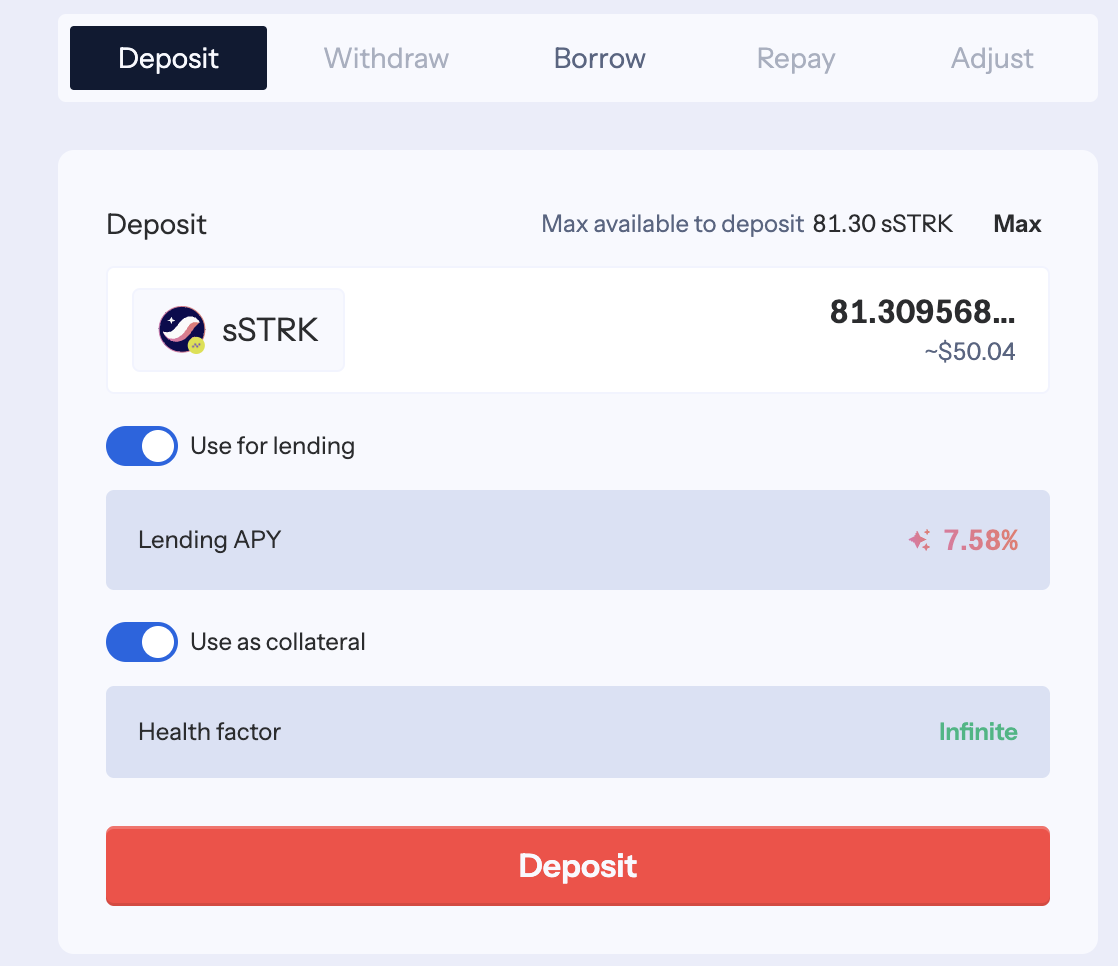 Deposit Withdraw Borrow Repay Adjust
Deposit Max available to deposit 81.30 sSTRK Max
sSTRK 81.309568...
~$50.04
Use for lending
Lending APY 7.58%
Use as collateral
Health factor Infinite
Deposit